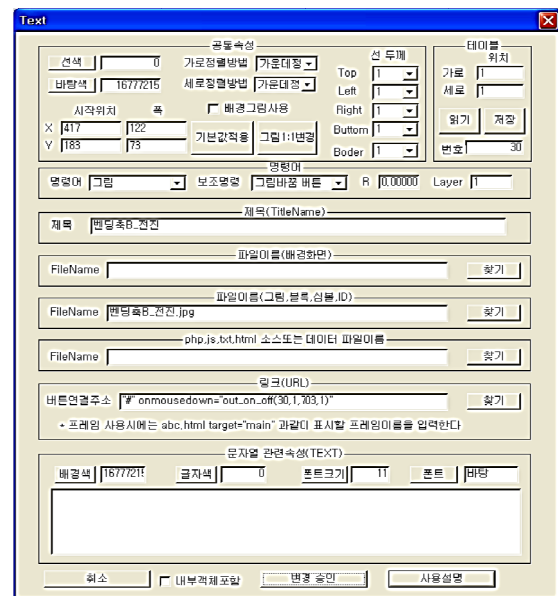 Text
공통속성
선색 0 가로정렬방법 가운데정
바탕색 16777215 세로정렬방법 가운데정
시작위치 폭 배경그림사용
X 417 122
Y 183 73
기본값적용 그림1:1변경
선 두께
Top 1
Left 1
Right 1
Buttom 1
Boder 1
테이블
위치
가로 1
세로 1
읽기 저장
번호 30
명령어
명령어 그림 보조명령 그림바꿈 버튼 R 0,00000 Layer 1
제목(TitleName)
제목 벤딩축B_전진
파일이름(배경화면)
FileName 찾기
파일이름(그림,블록,심볼,ID)
FileName 벤딩축B_전진.jpg 찾기
php,js,txt,html 소스또는 데이터 파일이름
FileName 찾기
링크(URL)
버튼연결주소 "#" onmousedown="out_on_off(30,1,703,1)" 찾기
* 프레임 사용시에는 abc,html target="main" 과같이 표시할 프레임이름을 입력한다
문자열 관련속성(TEXT)
배경색 1677721 글자색 0 폰트크기 11 폰트 바탕
취소 내부객체포함 변경 승인 사용설명